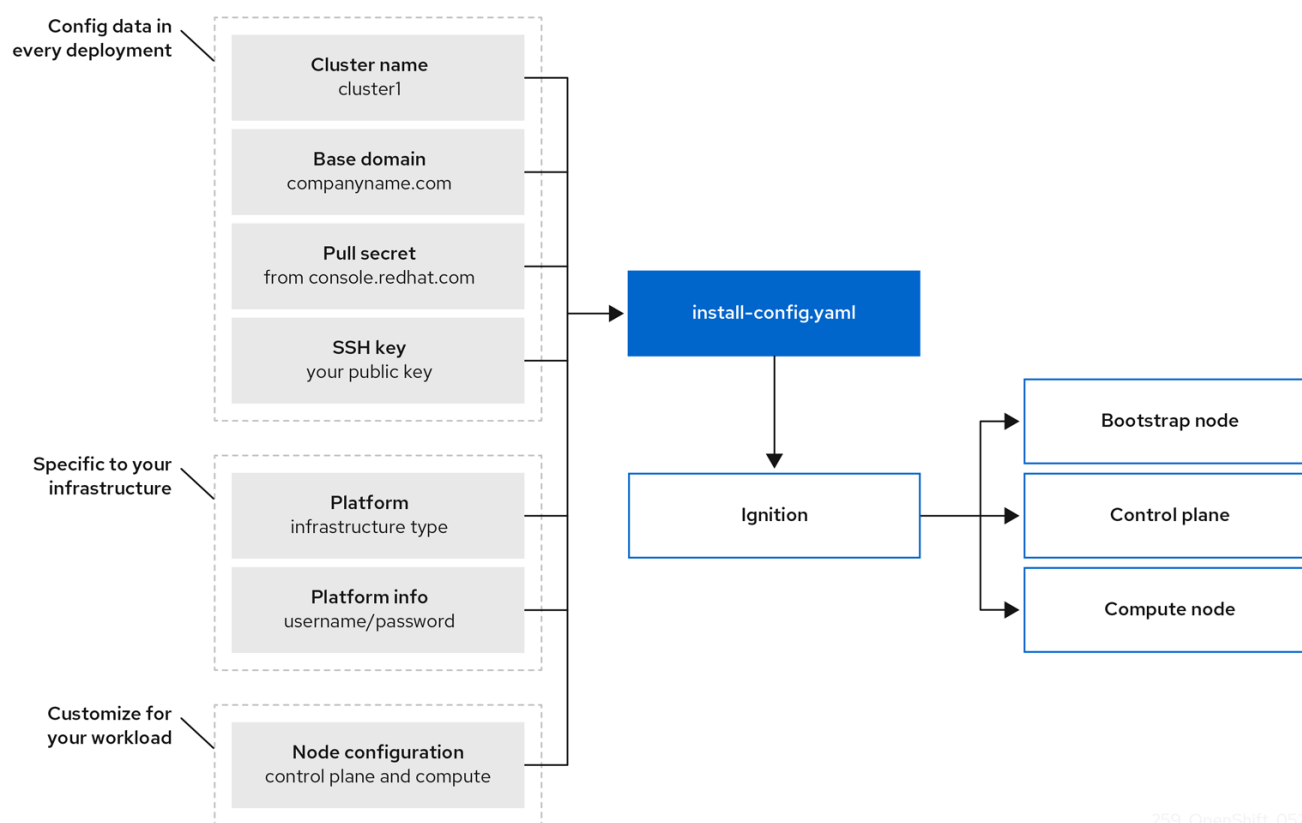 Config data in
every deployment
Cluster name
cluster1
Base domain
companyname.com
Pull secret
from console.redhat.com
SSH key
your public key
Specific to your
infrastructure
Platform
infrastructure type
Platform info
username/password
Customize for
your workload
Node configuration
control plane and compute
install-config.yaml
Ignition
Bootstrap node
Control plane
Compute node
259_OpenShift_052